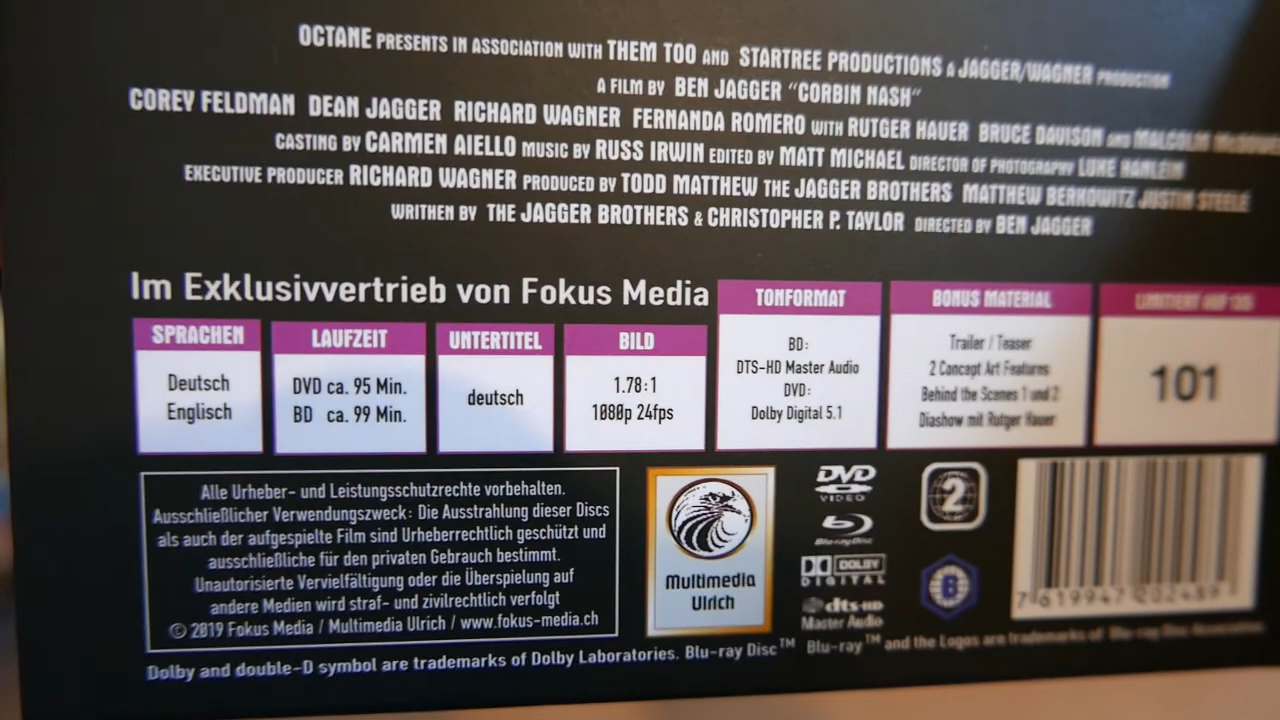 OCTANE PRESENTS IN ASSOCIATION WITH THEM TOO AND STARTREE PRODUCTIONS A JAGGER/WAGNER PRODUCTION
A FILM BY BEN JAGGER "CORBIN NASH"
COREY FELDMAN DEAN JAGGER RICHARD WAGNER FERNANDA ROMERO WITH RUTGER HAUER BRUCE DAVISON AND MALCOLM
CASTING BY CARMEN AIELLO MUSIC BY RUSS IRWIN EDITED BY MATT MICHAEL DIRECTOR OF PHOTOGRAPHY LUKE HANLEIN
EXECUTIVE PRODUCER RICHARD WAGNER PRODUCED BY TODD MATTHEW THE JAGGER BROTHERS MATTHEW BERKOWITZ JUSTIN STEELE
WRITHEN BY THE JAGGER BROTHERS & CHRISTOPHER P. TAYLOR DIRECTED BY BEN JAGGER
Im Exklusivvertrieb von Fokus Media
SPRACHEN
Deutsch
Englisch
LAUFZEIT
DVD ca. 95 Min.
BD ca. 99 Min.
UNTERTITEL
deutsch
BILD
1.78:1
1080p 24fps
TONFORMAT
BD:
DTS-HD Master Audio
DVD:
Dolby Digital 5.1
BONUS MATERIAL
Trailer / Teaser
2 Concept Art Features
Behind the Scenes 1 und 2
Diashow mit Rutger Hauer
LIMITIERT AUF
101
Alle Urheber- und Leistungsschutzrechte vorbehalten.
Ausschließlicher Verwendungszweck: Die Ausstrahlung dieser Discs
als auch der aufgespielte Film sind Urheberrechtlich geschützt und
ausschließliche für den privaten Gebrauch bestimmt.
Unautorisierte Vervielfältigung oder die Überspielung auf
andere Medien wird straf- und zivilrechtlich verfolgt
© 2019 Fokus Media / Multimedia Ulrich / www.fokus-media.ch
Multimedia
Ulrich
DVD
VIDEO
Blu-ray Disc
DOLBY
DIGITAL
dts-HD
Master Audio
2
B
7 619947 002489
Dolby and double-D symbol are trademarks of Dolby Laboratories. Blu-ray Disc™ Blu-ray™ and the Logos are trademarks of Blu-ray Disc Association.